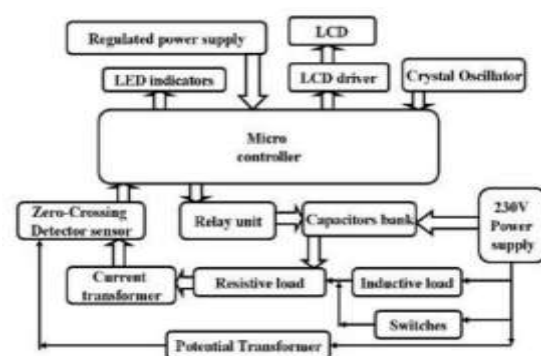 Regulated power supply
LCD
LED indicators
LCD driver
Crystal Oscillator
Micro
controller
Zero-Crossing
Detector sensor
Relay unit
Capacitors bank
230V
Power
supply
Current
transformer
Resistive load
Inductive load
Switches
Potential Transformer